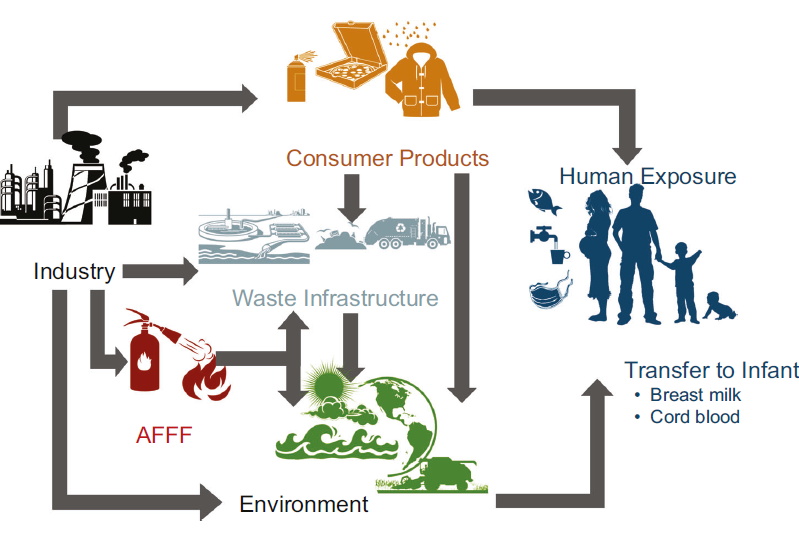 Consumer Products
Human Exposure
Industry
Waste Infrastructure
Transfer to Infant
• Breast milk
• Cord blood
AFFF
Environment